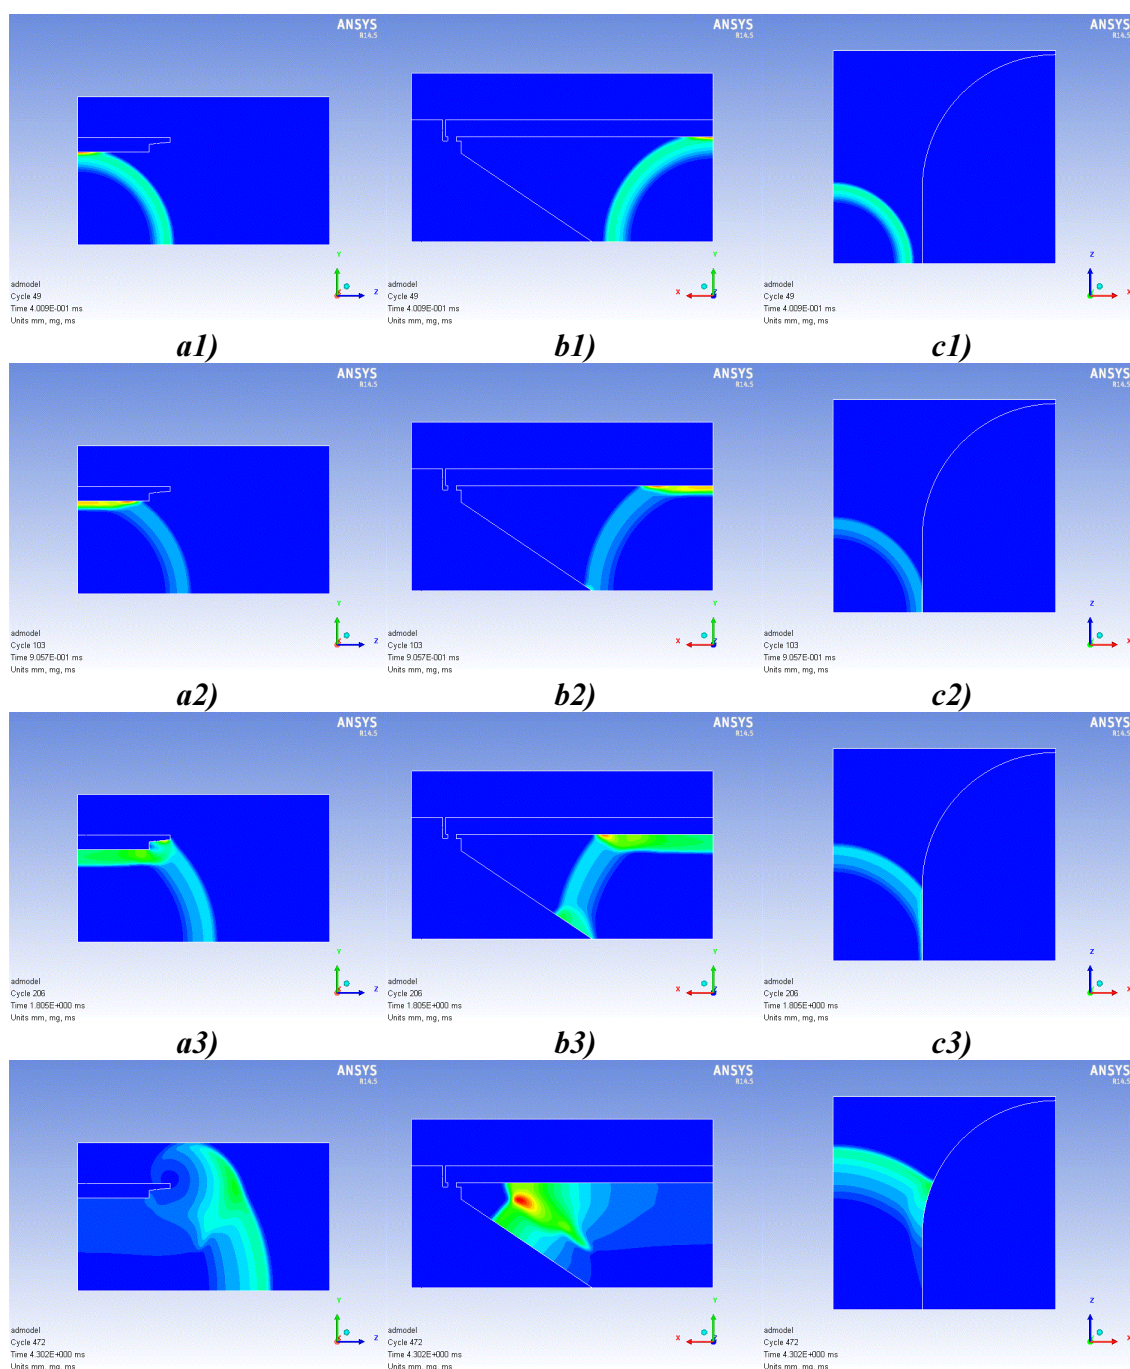 ANSYS
R14.5
Y
X
Z
admodel
Cycle 49
Time 4.009E-001 ms
Units mm, mg, ms
a1)
ANSYS
R14.5
Y
X
Z
admodel
Cycle 49
Time 4.009E-001 ms
Units mm, mg, ms
b1)
ANSYS
R14.5
Z
Y
X
admodel
Cycle 49
Time 4.009E-001 ms
Units mm, mg, ms
c1)
ANSYS
R14.5
Y
X
Z
admodel
Cycle 103
Time 9.057E-001 ms
Units mm, mg, ms
a2)
ANSYS
R14.5
Y
X
Z
admodel
Cycle 103
Time 9.057E-001 ms
Units mm, mg, ms
b2)
ANSYS
R14.5
Z
Y
X
admodel
Cycle 103
Time 9.057E-001 ms
Units mm, mg, ms
c2)
ANSYS
R14.5
Y
X
Z
admodel
Cycle 206
Time 1.805E+000 ms
Units mm, mg, ms
a3)
ANSYS
R14.5
Y
X
Z
admodel
Cycle 206
Time 1.805E+000 ms
Units mm, mg, ms
b3)
ANSYS
R14.5
Z
Y
X
admodel
Cycle 206
Time 1.805E+000 ms
Units mm, mg, ms
c3)
ANSYS
R14.5
Y
X
Z
admodel
Cycle 472
Time 4.302E+000 ms
Units mm, mg, ms
ANSYS
R14.5
Y
X
Z
admodel
Cycle 472
Time 4.302E+000 ms
Units mm, mg, ms
ANSYS
R14.5
Z
Y
X
admodel
Cycle 472
Time 4.302E+000 ms
Units mm, mg, ms